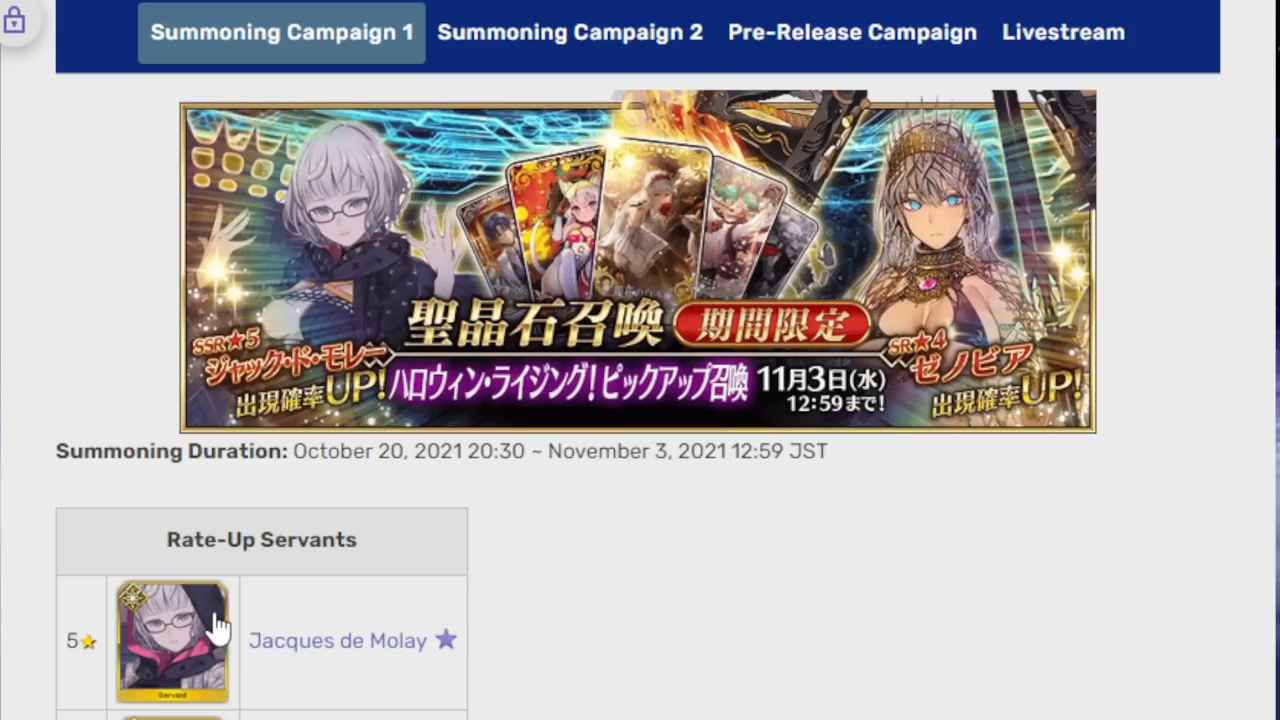 Summoning Campaign 1 Summoning Campaign 2 Pre-Release Campaign Livestream
SSR★5
ジャック・ド・モレー
出現確率UP!
聖晶石召喚 期間限定
ハロウィン・ライジング!ピックアップ召喚 11月3日(水)
12:59まで!
SR★4
ゼノビア
出現確率UP!
Summoning Duration: October 20, 2021 20:30 ~ November 3, 2021 12:59 JST
Rate-Up Servants
5★ Jacques de Molay ★
Servant